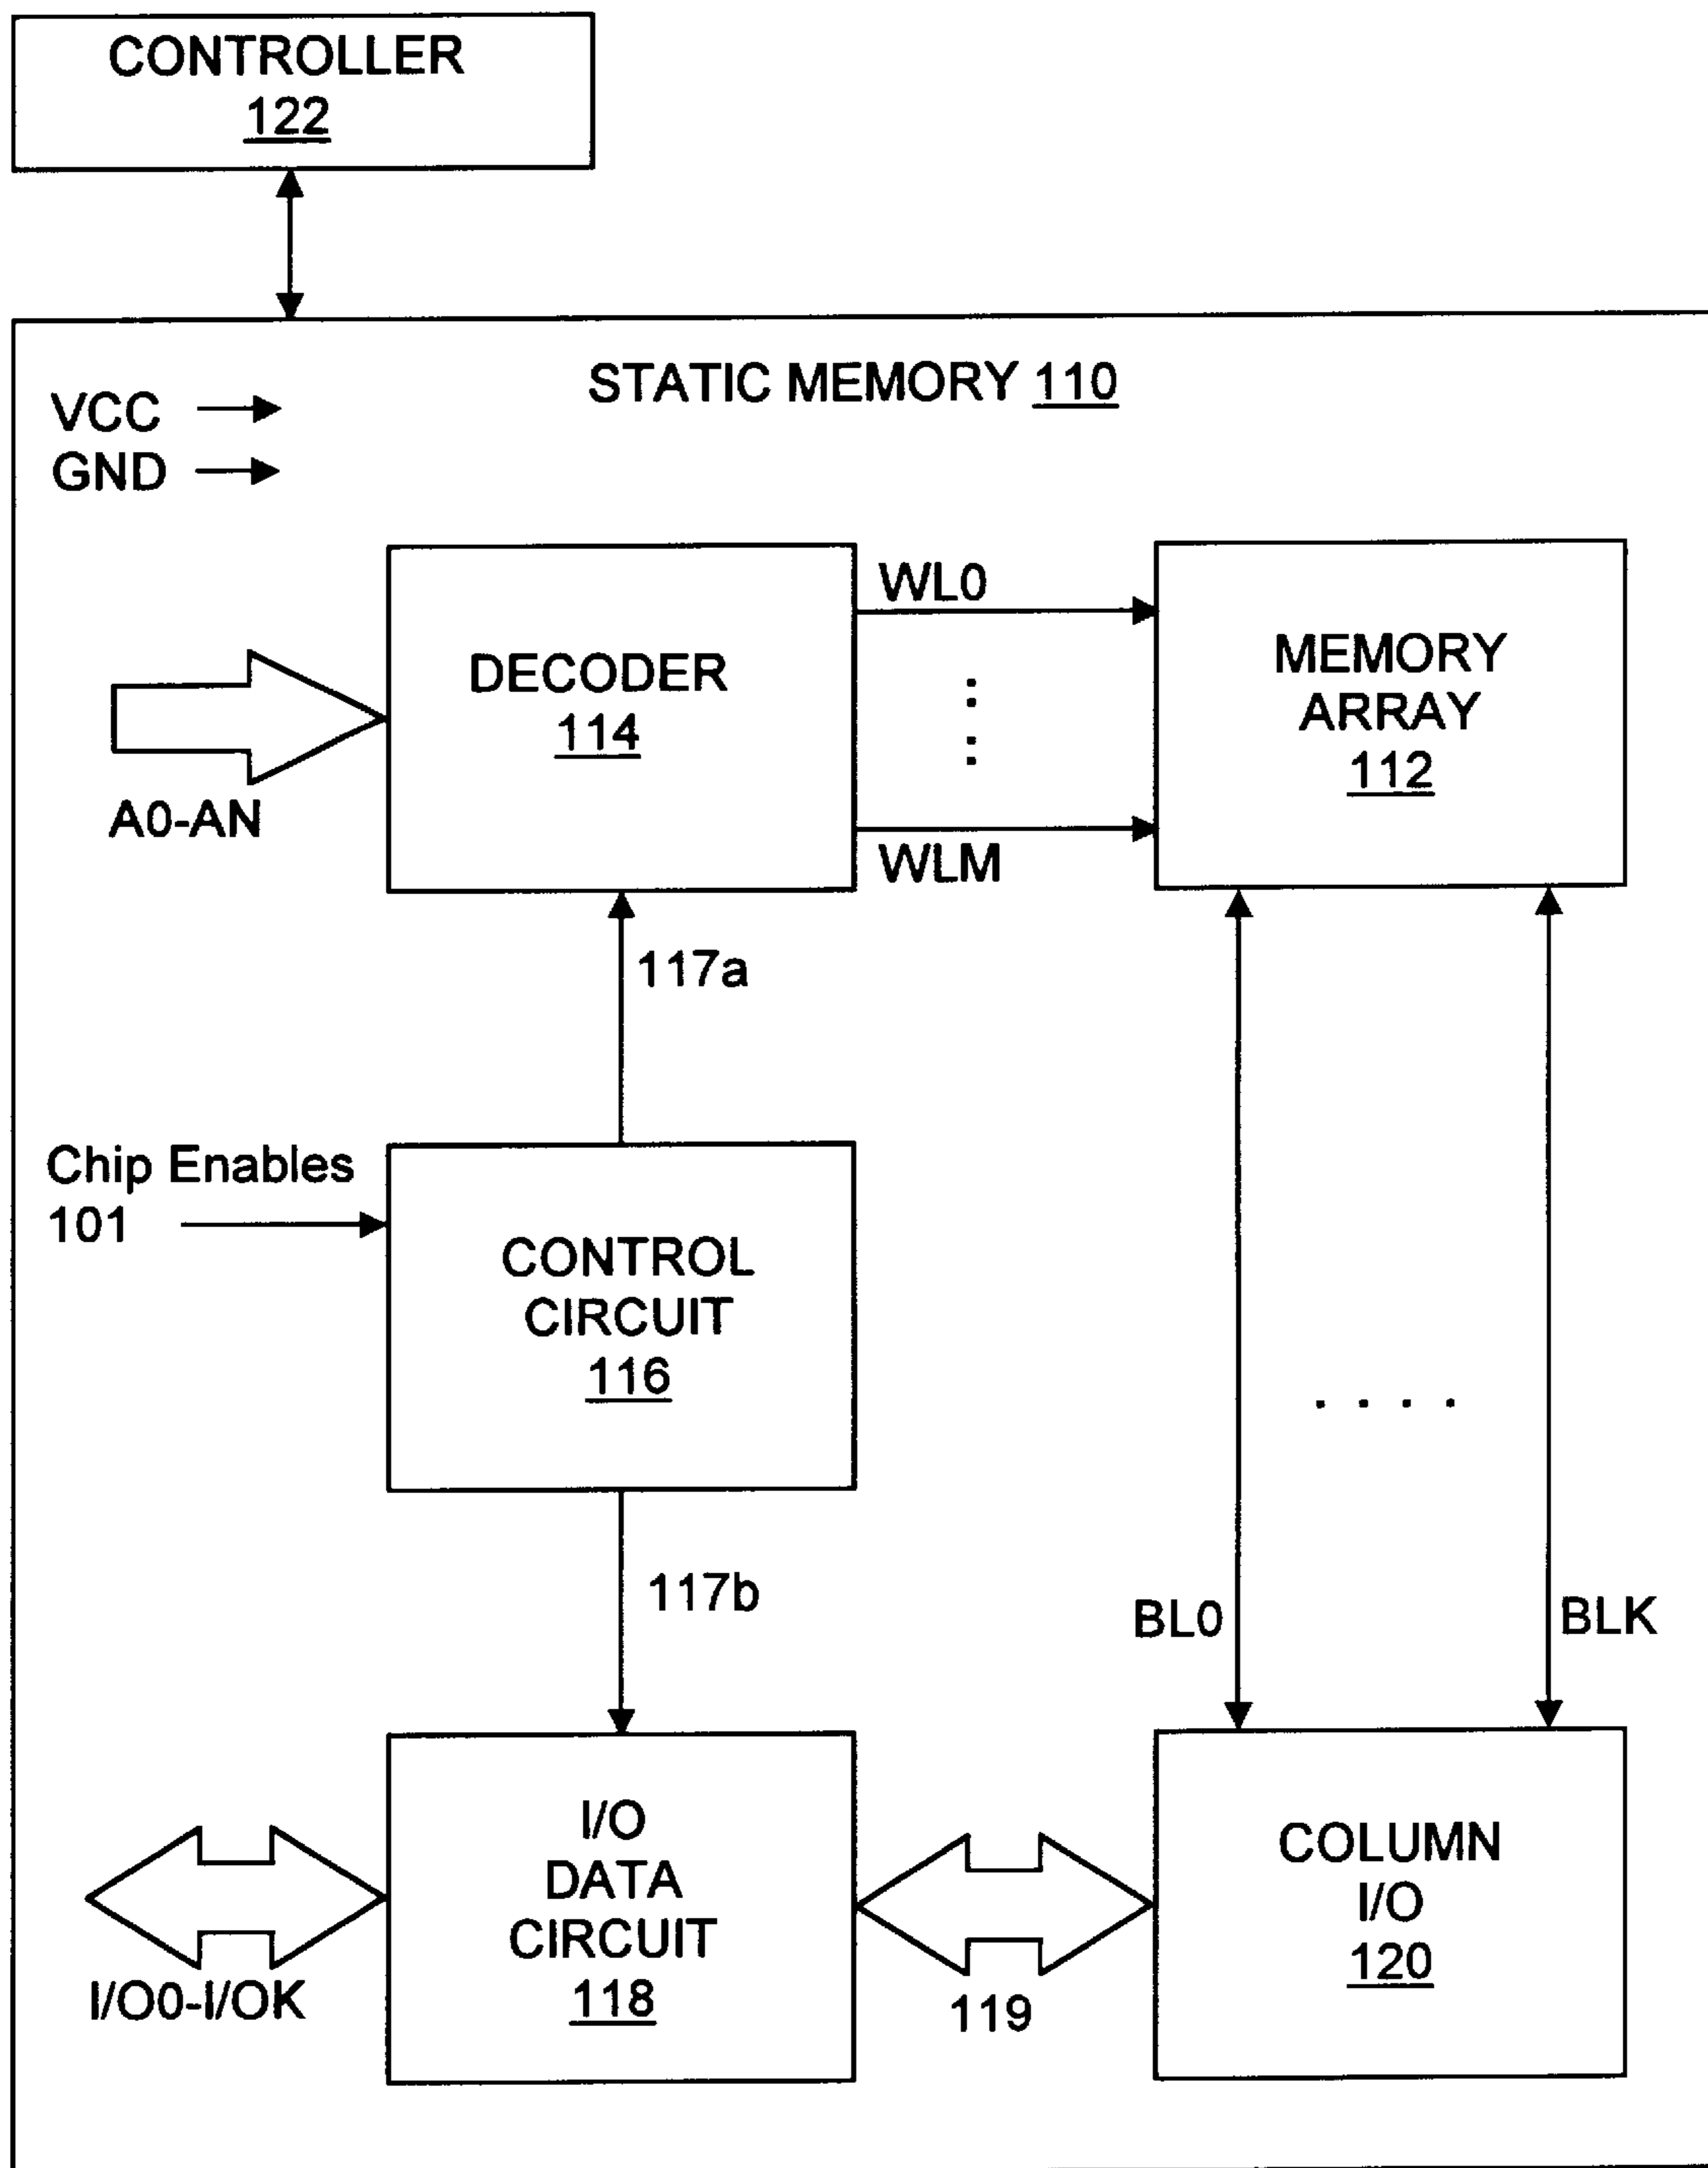 CONTROLLER
122
STATIC MEMORY 110
VCC
GND
WL0
DECODER
114
MEMORY
ARRAY
112
A0-AN
WLM
117a
Chip Enables
101
CONTROL
CIRCUIT
116
117b
BL0
BLK
I/O
DATA
CIRCUIT
118
COLUMN
I/O
120
I/O0-I/OK
119